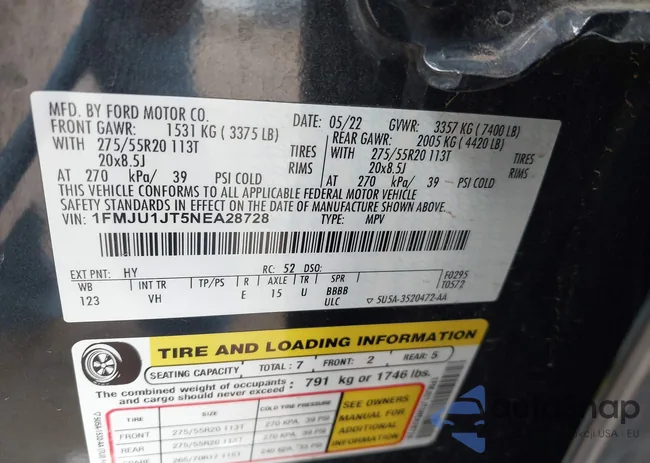 MFD. BY FORD MOTOR CO.
DATE: 05/22 GVWR: 3357 KG ( 7400 LB)
FRONT GAWR: 1531 KG ( 3375 LB) REAR GAWR: 2005 KG ( 4420 LB)
WITH 275/55R20 113T TIRES WITH 275/55R20 113T TIRES
20x8.5J RIMS 20x8.5J
AT 270 kPa/ 39 PSI COLD AT 270 kPa/ 39 PSI COLD
THIS VEHICLE CONFORMS TO ALL APPLICABLE FEDERAL MOTOR VEHICLE
SAFETY STANDARDS IN EFFECT ON THE DATE OF MANUFACTURE SHOWN ABOVE.
VIN: 1FMJU1JT5NEA28728 TYPE: MPV
EXT PNT: HY RC: 52 DSO: F0295
WB INT TR TP/PS R AXLE TR SPR T0572
123 VH E 15 U BBBB
ULC 5U5A-3520472-AA
TIRE AND LOADING INFORMATION
SEATING CAPACITY TOTAL: 7 FRONT: 2 REAR: 5
The combined weight of occupants and cargo should never exceed: 791 kg or 1746 lbs.
TIRE SIZE COLD TIRE PRESSURE
FRONT 275/55R20 113T 270 KPA, 39 PSI
REAR 275/55R20 113T 270 KPA, 39 PSI
SEE OWNERS
MANUAL FOR
ADDITIONAL
INFORMATION